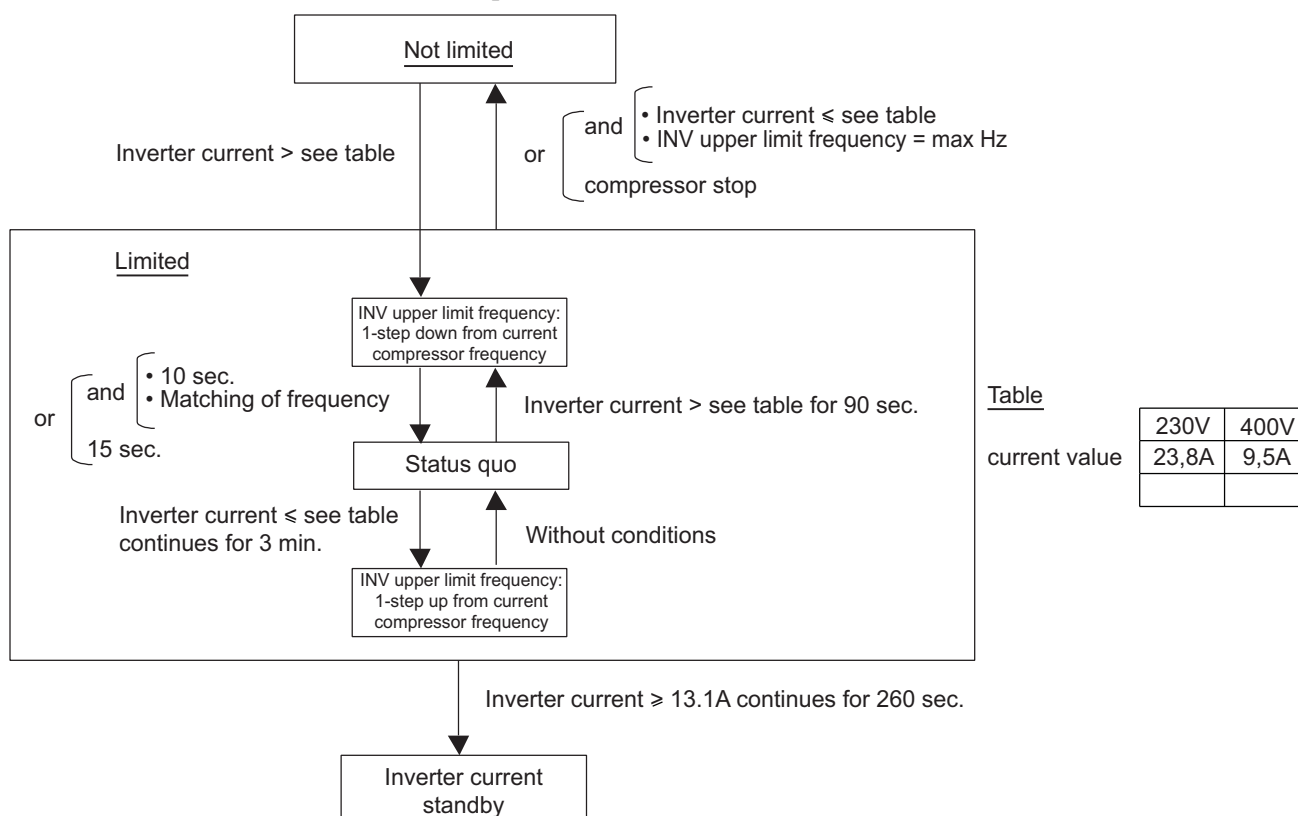 Not limited
Inverter current > see table
or
and
• Inverter current ⩽ see table
• INV upper limit frequency = max Hz
compressor stop
Limited
INV upper limit frequency:
1-step down from current
compressor frequency
or
and
• 10 sec.
• Matching of frequency
15 sec.
Inverter current > see table for 90 sec.
Status quo
Inverter current ⩽ see table
continues for 3 min.
Without conditions
INV upper limit frequency:
1-step up from current
compressor frequency
Table
230V 400V
current value 23,8A 9,5A
Inverter current ⩾ 13.1A continues for 260 sec.
Inverter current
standby